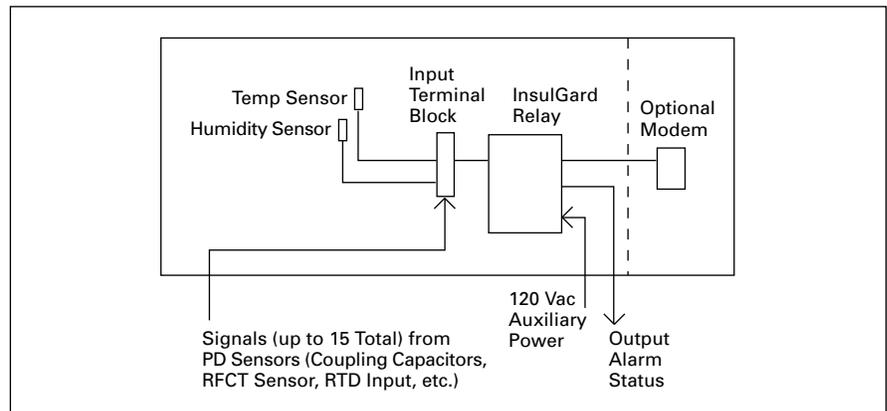 Temp Sensor
Humidity Sensor
Input
Terminal
Block
InsulGard
Relay
Optional
Modem
Signals (up to 15 Total) from
PD Sensors (Coupling Capacitors,
RFCT Sensor, RTD Input, etc.)
120 Vac
Auxiliary
Power
Output
Alarm
Status